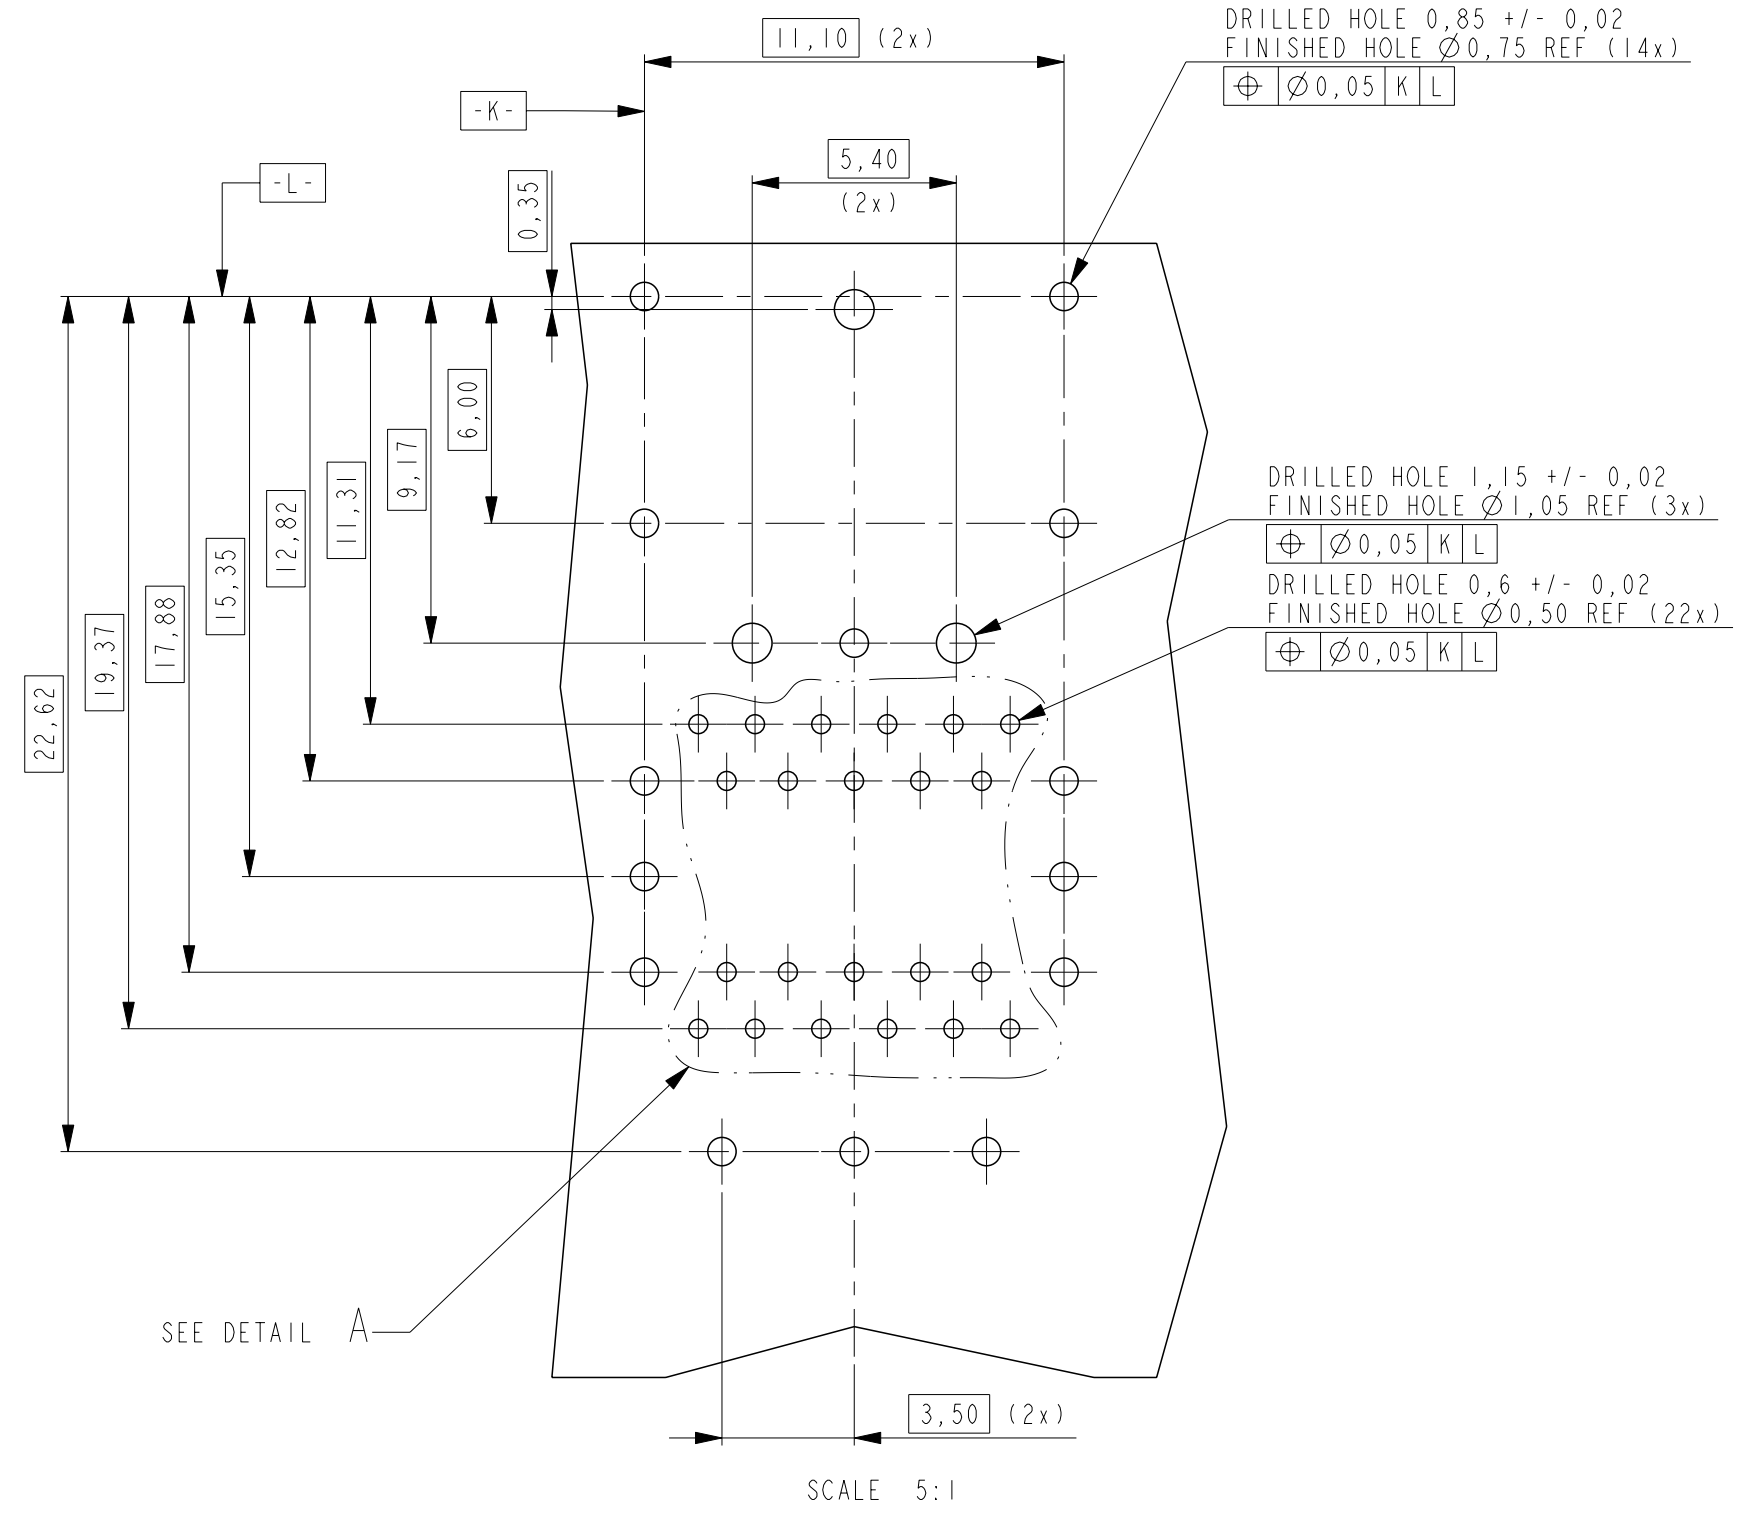 11,10 (2x)
DRILLED HOLE 0,85 +/- 0,02
FINISHED HOLE Ø0,75 REF (14x)
⌖ Ø0,05 K L
-K-
5,40
(2x)
-L-
0,35
6,00
9,17
11,31
12,82
15,35
17,88
19,37
22,62
DRILLED HOLE 1,15 +/- 0,02
FINISHED HOLE Ø1,05 REF (3x)
⌖ Ø0,05 K L
DRILLED HOLE 0,6 +/- 0,02
FINISHED HOLE Ø0,50 REF (22x)
⌖ Ø0,05 K L
SEE DETAIL A
3,50 (2x)
SCALE 5:1